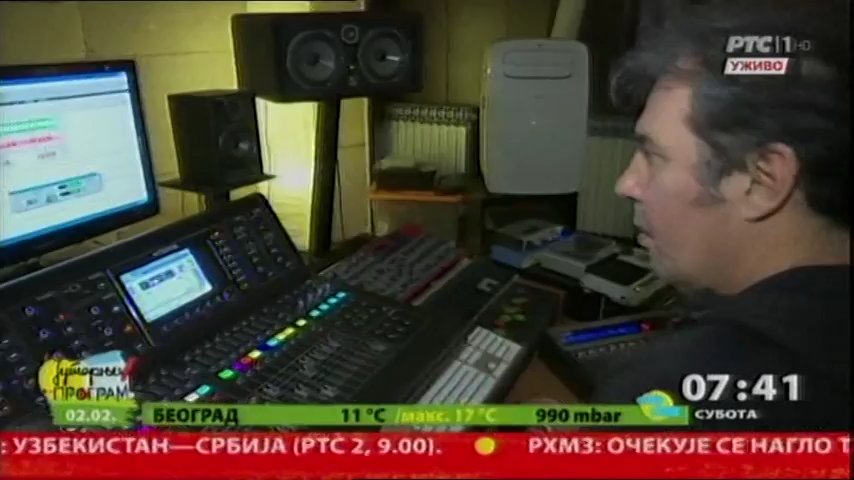 РТС 1 HD
УЖИВО
Јутарњи
ПРОГРАМ
07:41
02.02. БЕОГРАД 11 °C /макс. 17 °C 990 mbar СУБОТА
: УЗБЕКИСТАН—СРБИЈА (РТС 2, 9.00). РХМЗ: ОЧЕКУЈЕ СЕ НАГЛО